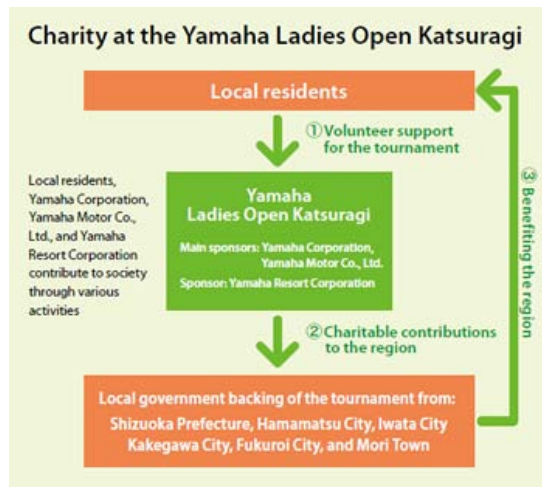 Charity at the Yamaha Ladies Open Katsuragi
Local residents
①Volunteer support
for the tournament
Local residents,
Yamaha Corporation,
Yamaha Motor Co.,
Ltd., and Yamaha
Resort Corporation
contribute to society
through various
activities
Yamaha
Ladies Open Katsuragi
Main sponsors: Yamaha Corporation,
Yamaha Motor Co., Ltd.
Sponsor: Yamaha Resort Corporation
②Charitable contributions
to the region
③Benefiting the region
Local government backing of the tournament from:
Shizuoka Prefecture, Hamamatsu City, Iwata City
Kakegawa City, Fukuroi City, and Mori Town